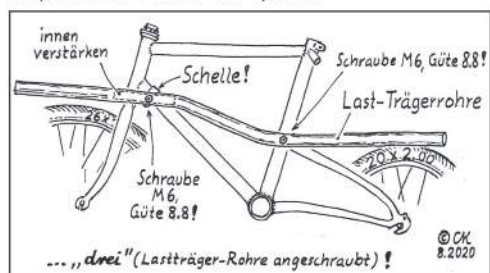 innen
verstärken
Schelle!
Schraube M6, Güte 8.8!
Last-Trägerrohre
26x
20 x 2.00
Schraube
M6,
Güte 8.8!
© CK
8.2020
... „drei" (Lastträger-Rohre angeschraubt) !